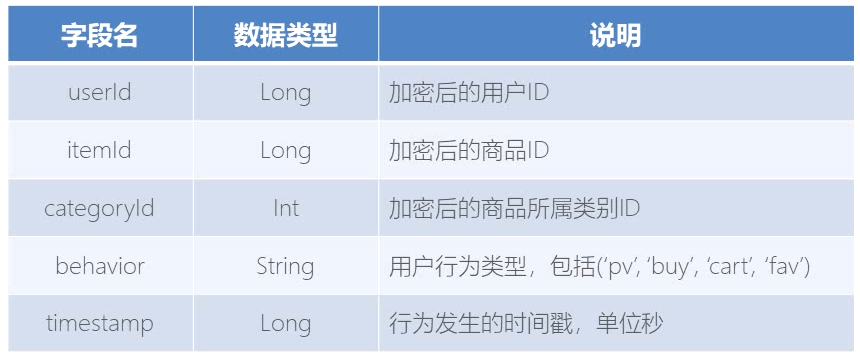 字段名 数据类型 说明
userId Long 加密后的用户ID
itemId Long 加密后的商品ID
categoryId Int 加密后的商品所属类别ID
behavior String 用户行为类型，包括(‘pv’, ‘buy’, ‘cart’, ‘fav’)
timestamp Long 行为发生的时间戳，单位秒